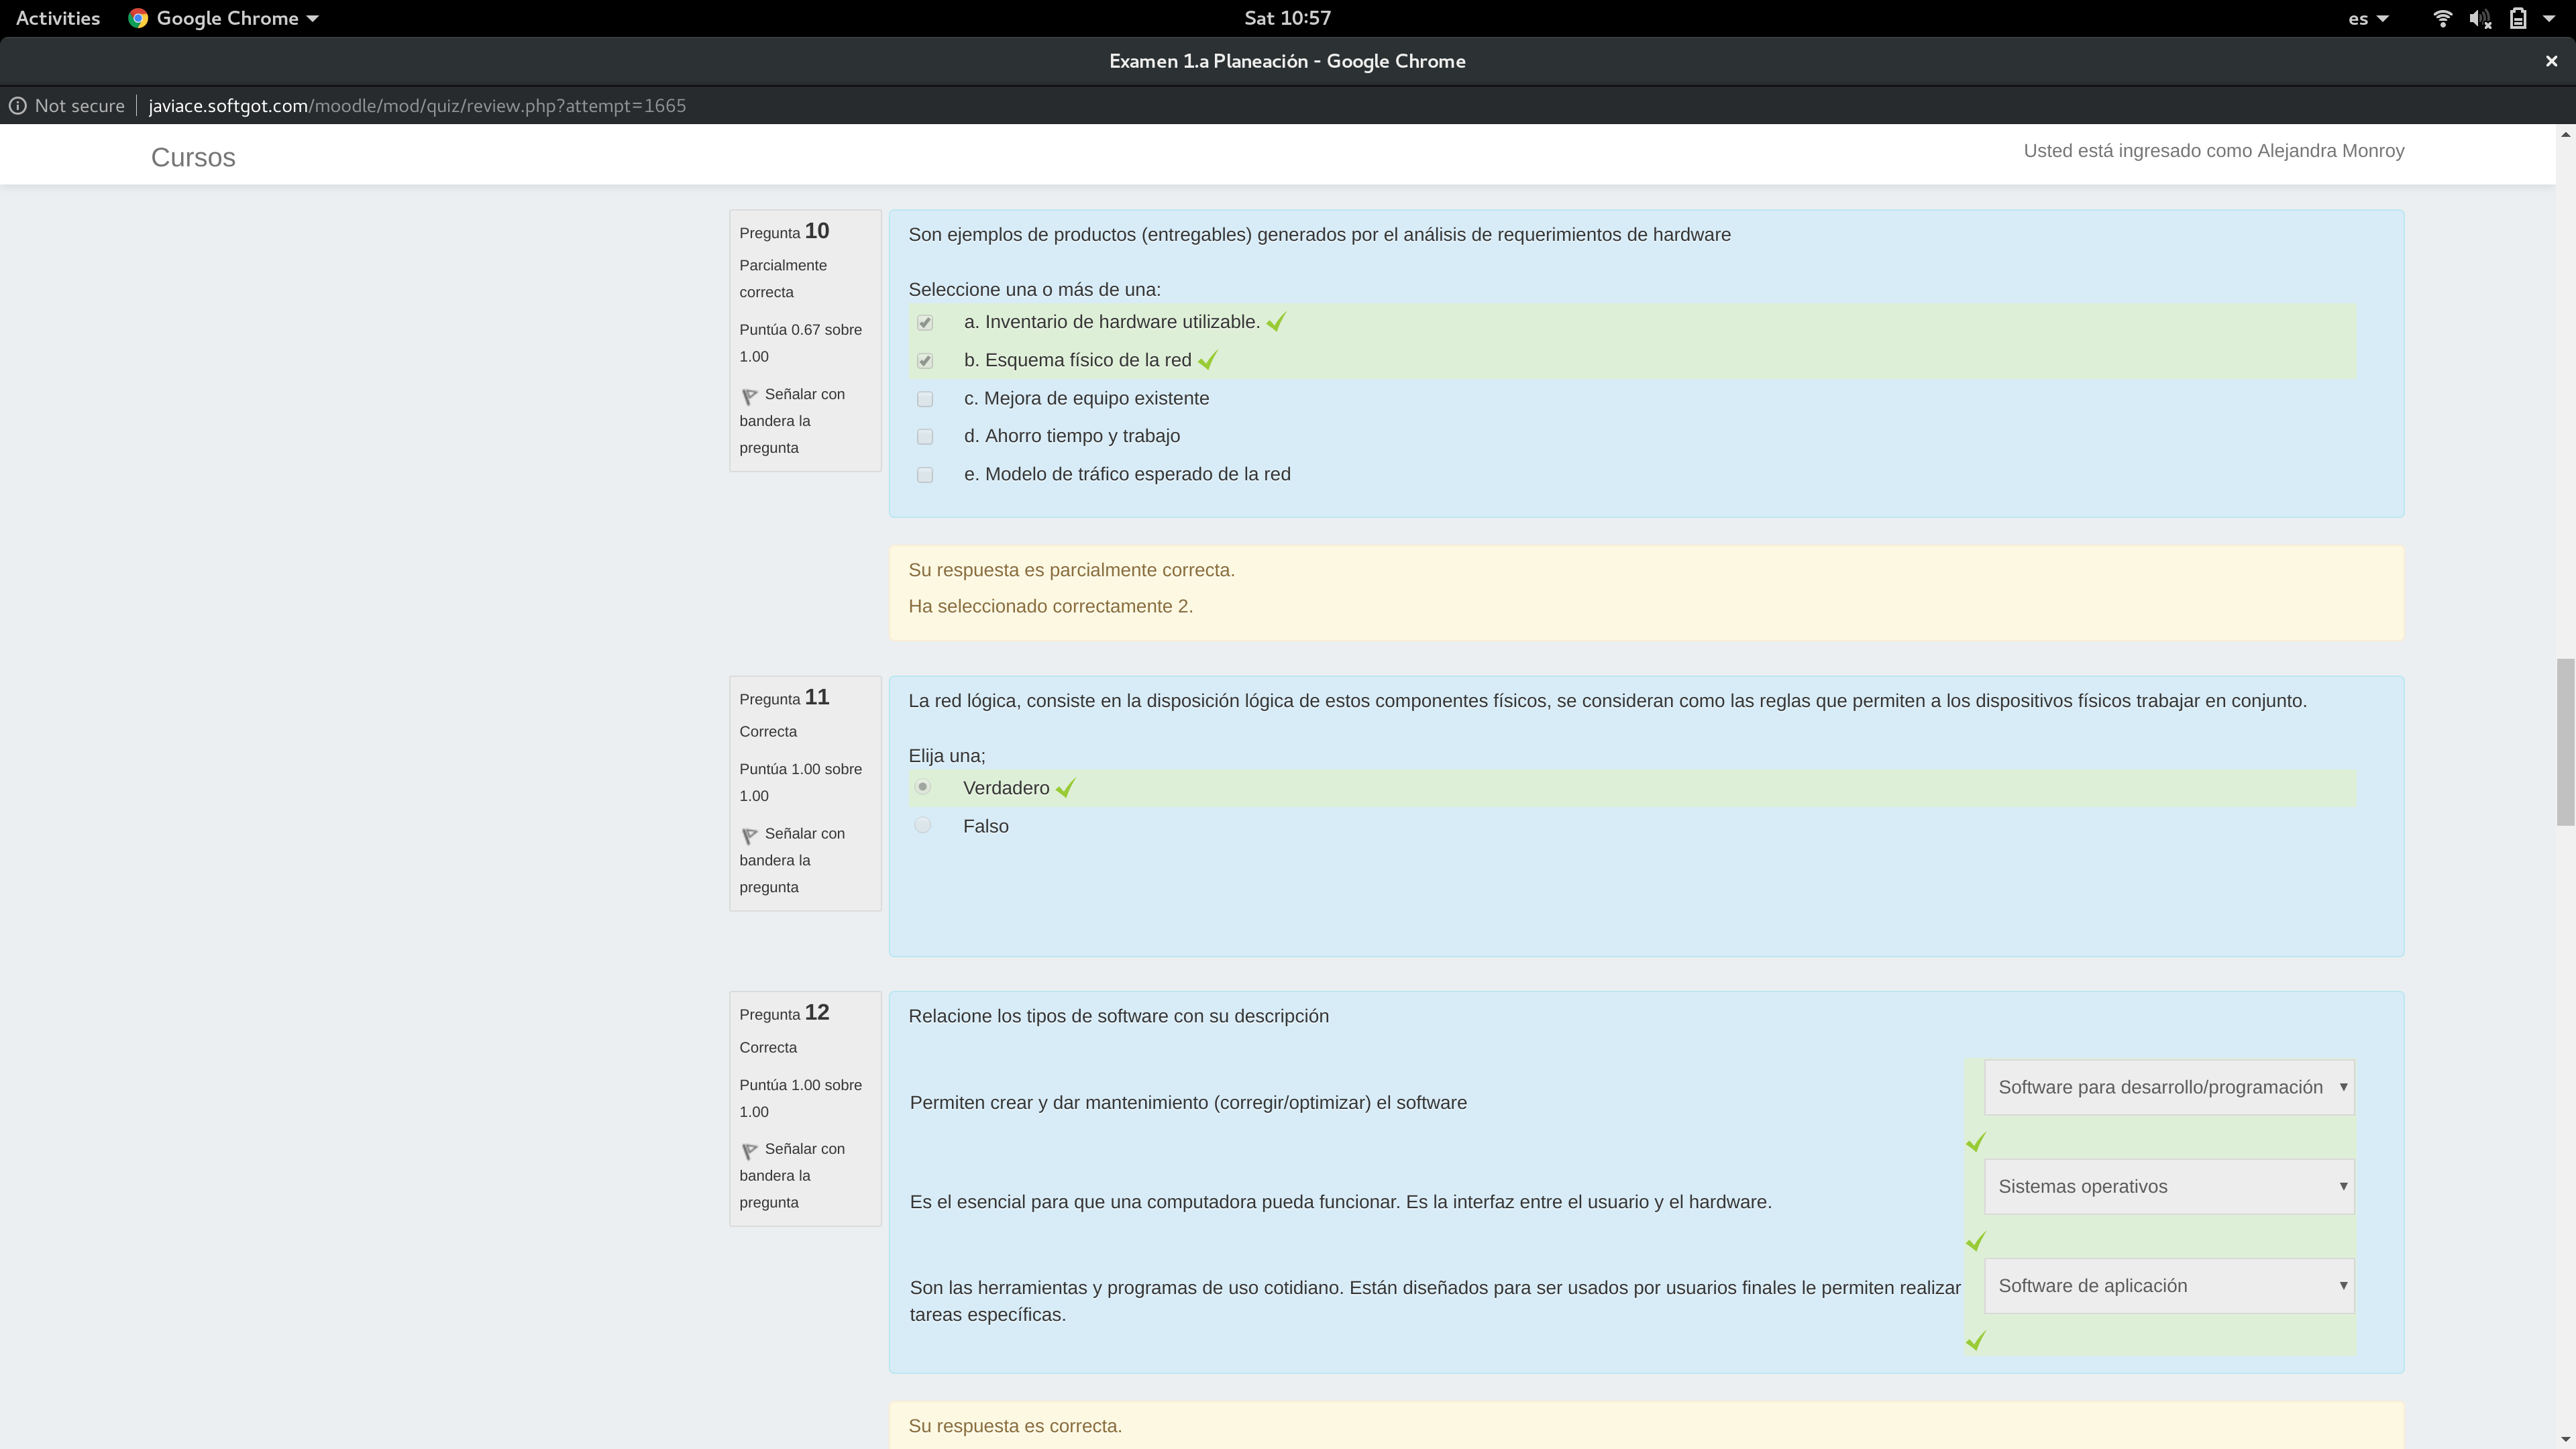 Activities Google Chrome Sat 10:57 es
Examen 1.a Planeación - Google Chrome
Not secure javiace.softgot.com/moodle/mod/quiz/review.php?attempt=1665
Cursos Usted está ingresado como Alejandra Monroy
Pregunta 10
Parcialmente
correcta
Puntúa 0.67 sobre
1.00
Señalar con
bandera la
pregunta
Son ejemplos de productos (entregables) generados por el análisis de requerimientos de hardware
Seleccione una o más de una:
a. Inventario de hardware utilizable.
b. Esquema físico de la red
c. Mejora de equipo existente
d. Ahorro tiempo y trabajo
e. Modelo de tráfico esperado de la red
Su respuesta es parcialmente correcta.
Ha seleccionado correctamente 2.
Pregunta 11
Correcta
Puntúa 1.00 sobre
1.00
Señalar con
bandera la
pregunta
La red lógica, consiste en la disposición lógica de estos componentes físicos, se consideran como las reglas que permiten a los dispositivos físicos trabajar en conjunto.
Elija una;
Verdadero
Falso
Pregunta 12
Correcta
Puntúa 1.00 sobre
1.00
Señalar con
bandera la
pregunta
Relacione los tipos de software con su descripción
Permiten crear y dar mantenimiento (corregir/optimizar) el software
Software para desarrollo/programación
Es el esencial para que una computadora pueda funcionar. Es la interfaz entre el usuario y el hardware.
Sistemas operativos
Son las herramientas y programas de uso cotidiano. Están diseñados para ser usados por usuarios finales le permiten realizar
tareas específicas.
Software de aplicación
Su respuesta es correcta.